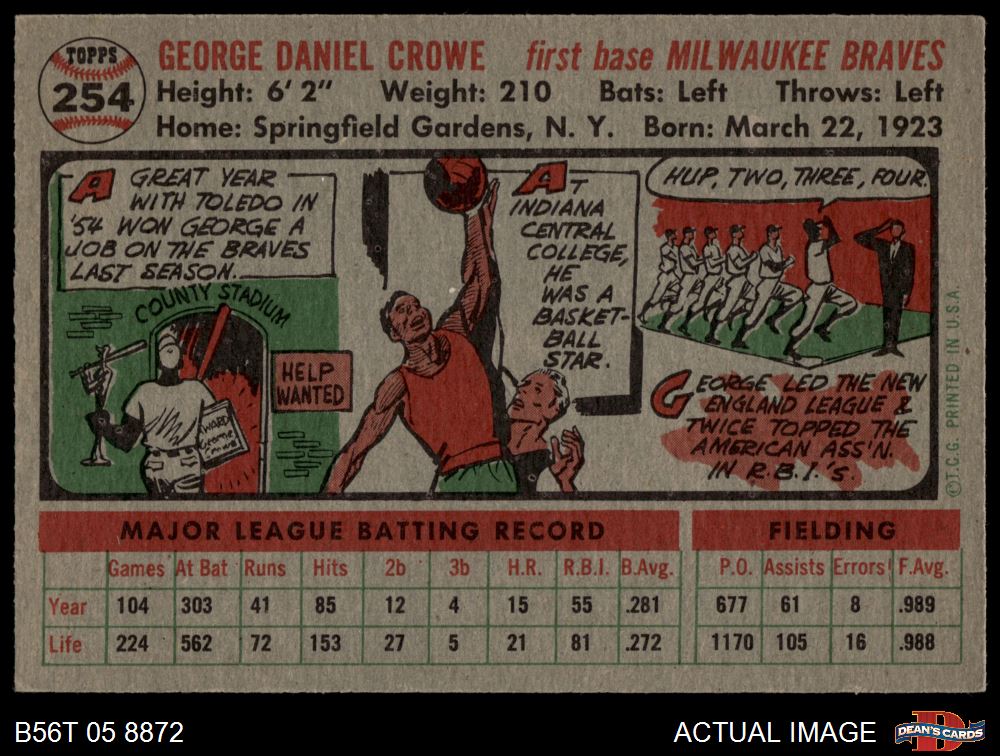 TOPPS
254
GEORGE DANIEL CROWE first base MILWAUKEE BRAVES
Height: 6' 2" Weight: 210 Bats: Left Throws: Left
Home: Springfield Gardens, N. Y. Born: March 22, 1923
A GREAT YEAR
WITH TOLEDO IN
'54 WON GEORGE A
JOB ON THE BRAVES
LAST SEASON.
COUNTY STADIUM
HELP
WANTED
AWARD
George
Crowe
AT
INDIANA
CENTRAL
COLLEGE,
HE
WAS A
BASKET-
BALL
STAR.
HUP, TWO, THREE, FOUR.
GEORGE LED THE NEW
ENGLAND LEAGUE &
TWICE TOPPED THE
AMERICAN ASS'N.
IN R.B.I.'s.
©T.C.G. PRINTED IN U.S.A.
MAJOR LEAGUE BATTING RECORD FIELDING
Games At Bat Runs Hits 2b 3b H.R. R.B.I. B.Avg. P.O. Assists Errors F.Avg.
Year 104 303 41 85 12 4 15 55 .281 677 61 8 .989
Life 224 562 72 153 27 5 21 81 .272 1170 105 16 .988
B56T 05 8872 ACTUAL IMAGE DEAN'S CARDS